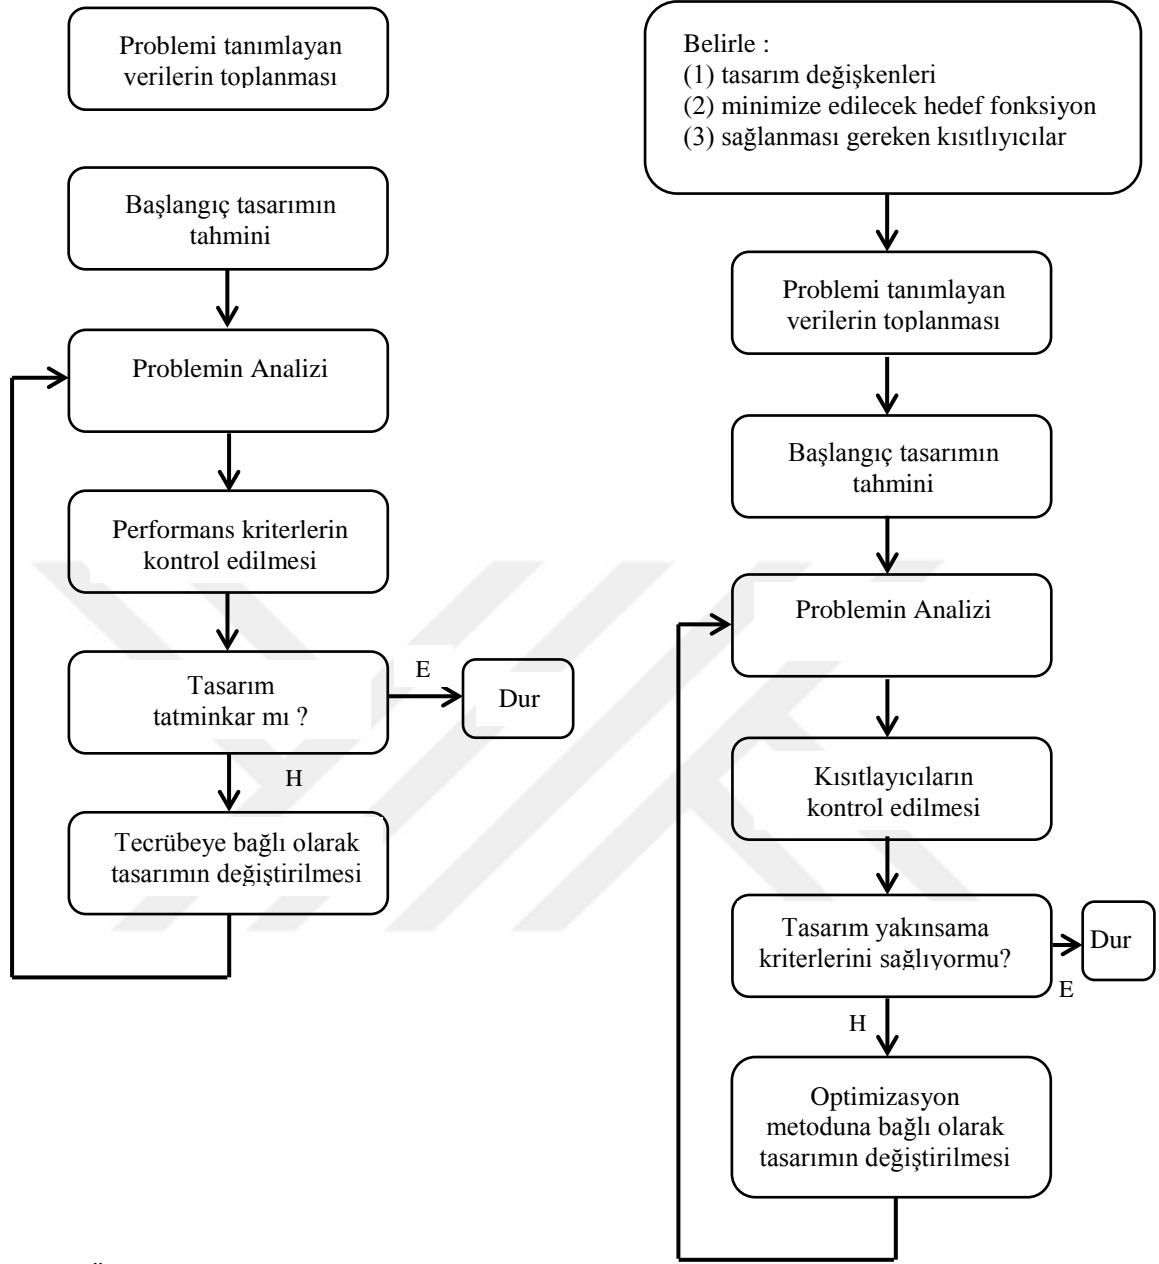 Problemi tanımlayan
verilerin toplanması
Başlangıç tasarımın
tahmini
Problemin Analizi
Performans kriterlerin
kontrol edilmesi
Tasarım
tatminkar mı ?
E
Dur
H
Tecrübeye bağlı olarak
tasarımın değiştirilmesi
Belirle :
(1) tasarım değişkenleri
(2) minimize edilecek hedef fonksiyon
(3) sağlanması gereken kısıtlıyıcılar
Problemi tanımlayan
verilerin toplanması
Başlangıç tasarımın
tahmini
Problemin Analizi
Kısıtlayıcıların
kontrol edilmesi
Tasarım yakınsama
kriterlerini sağlıyormu?
Dur
E
H
Optimizasyon
metoduna bağlı olarak
tasarımın değiştirilmesi